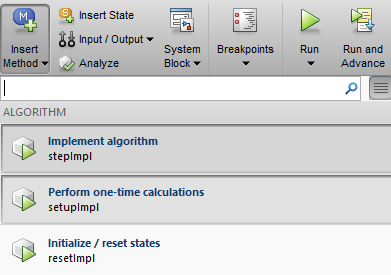 Insert Method
Insert State
Input / Output
Analyze
System Block
Breakpoints
Run
Run and Advance
ALGORITHM
Implement algorithm
stepImpl
Perform one-time calculations
setupImpl
Initialize / reset states
resetImpl